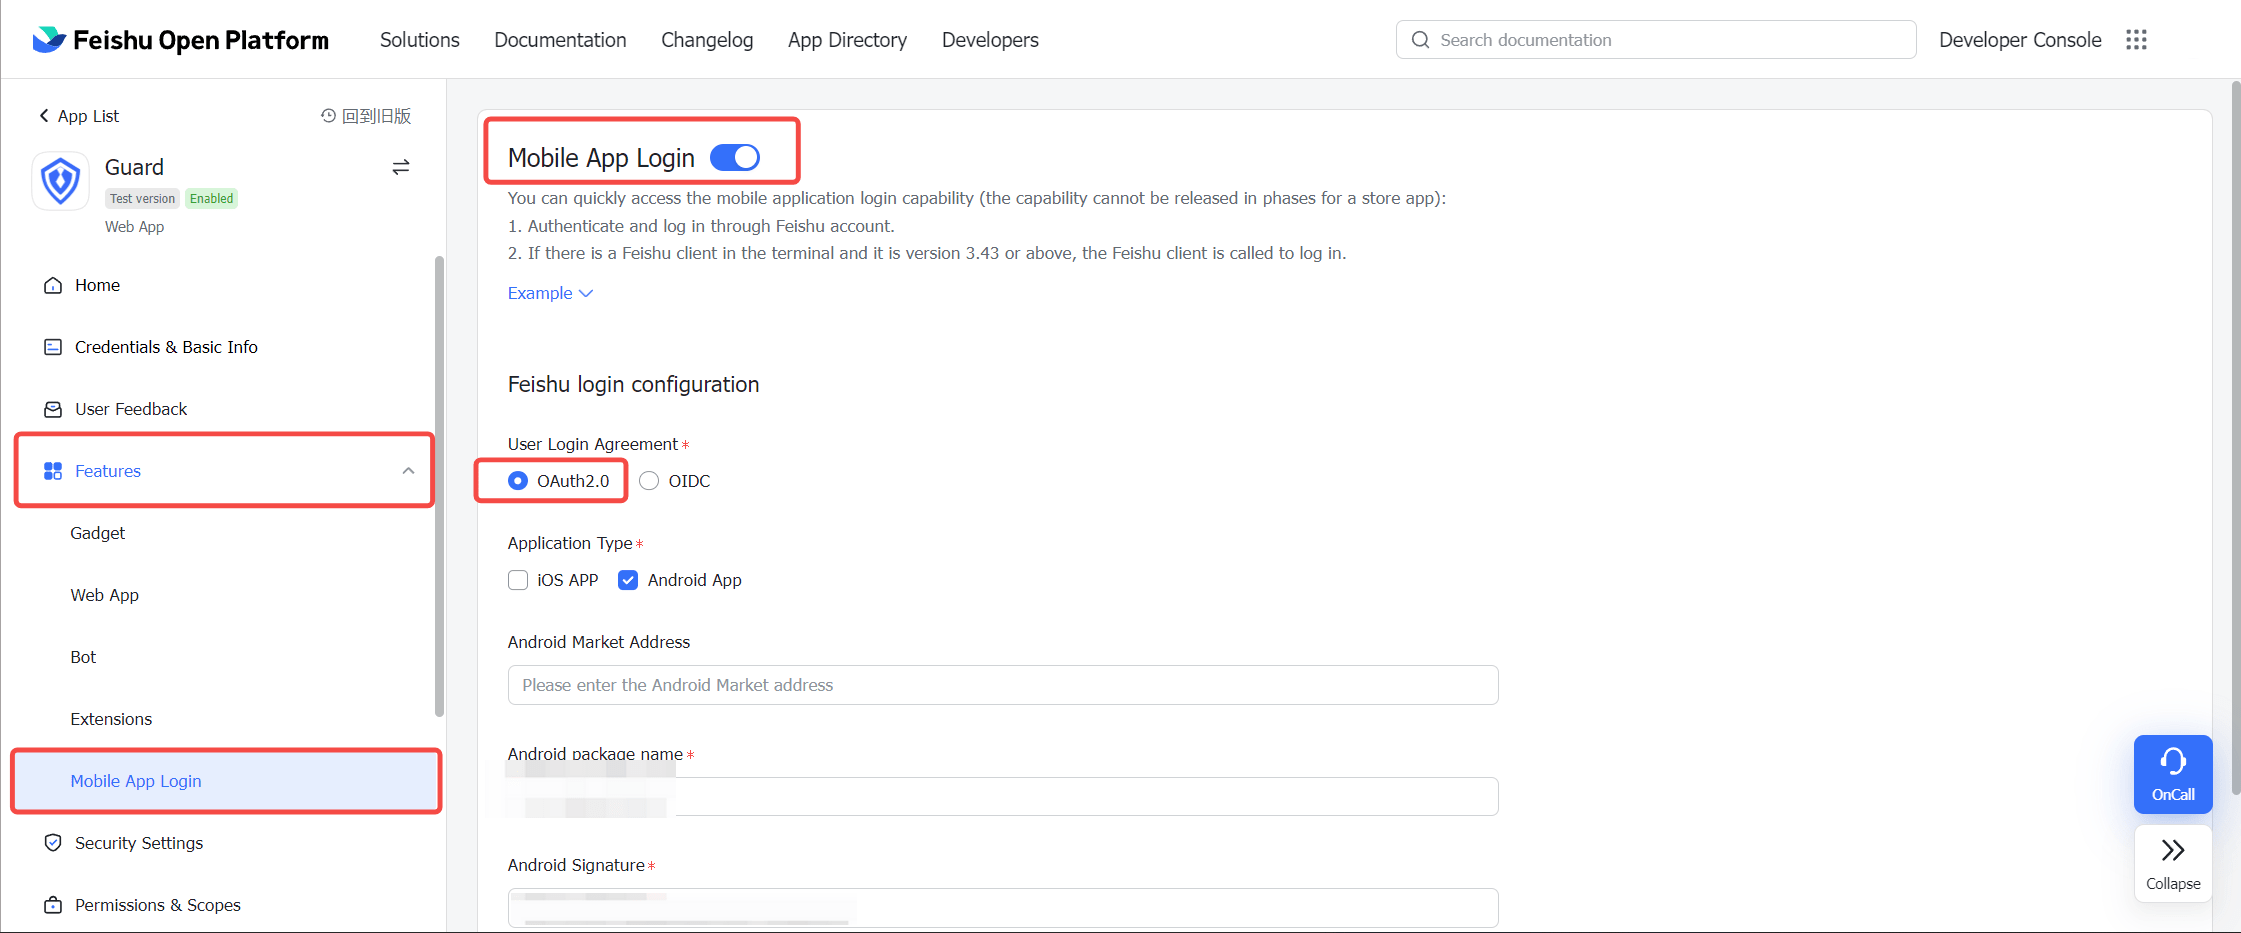 Feishu Open Platform
Solutions
Documentation
Changelog
App Directory
Developers
Search documentation
Developer Console
App List
回到旧版
Guard
Test version
Enabled
Web App
Home
Credentials & Basic Info
User Feedback
Features
Gadget
Web App
Bot
Extensions
Mobile App Login
Security Settings
Permissions & Scopes
Mobile App Login
You can quickly access the mobile application login capability (the capability cannot be released in phases for a store app):
1. Authenticate and log in through Feishu account.
2. If there is a Feishu client in the terminal and it is version 3.43 or above, the Feishu client is called to log in.
Example
Feishu login configuration
User Login Agreement*
OAuth2.0
OIDC
Application Type*
iOS APP
Android App
Android Market Address
Please enter the Android Market address
Android package name*
Android Signature*
OnCall
Collapse